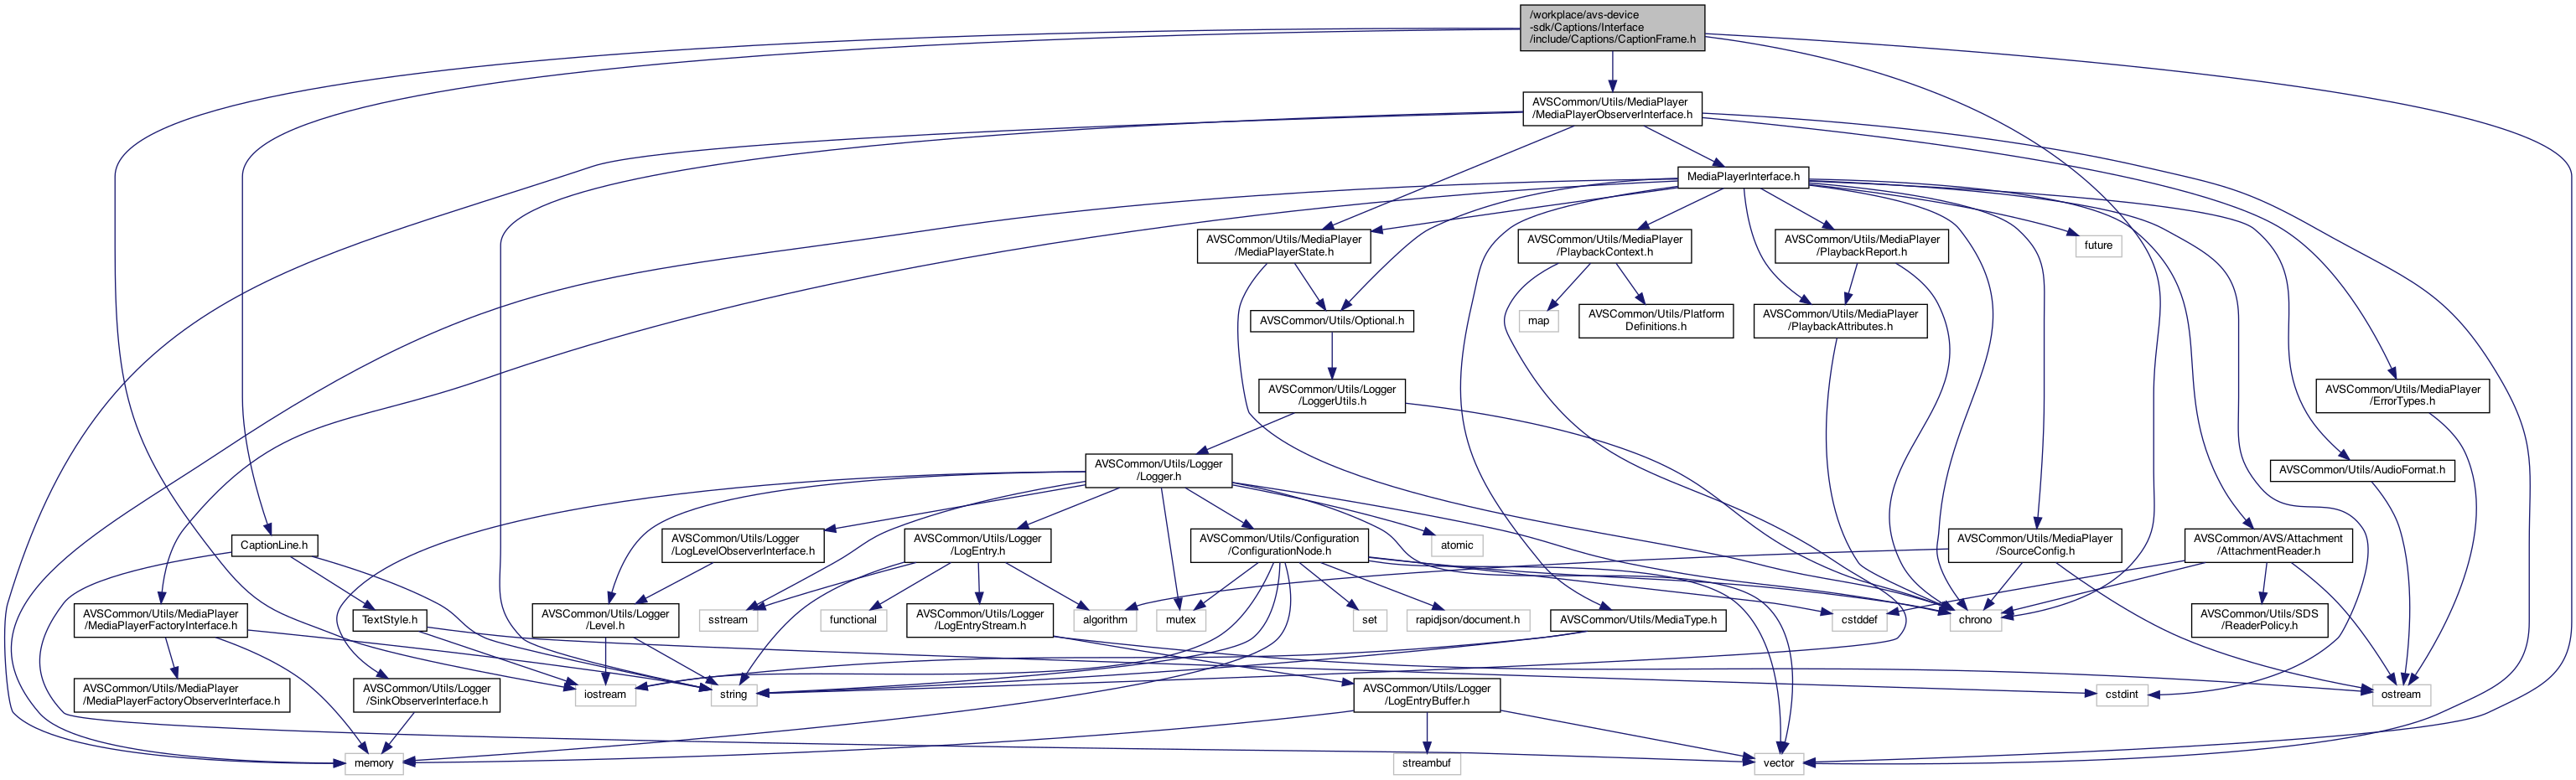 /workplace/avs-device
-sdk/Captions/Interface
/include/Captions/CaptionFrame.h
AVSCommon/Utils/MediaPlayer
/MediaPlayerObserverInterface.h
MediaPlayerInterface.h
AVSCommon/Utils/MediaPlayer
/MediaPlayerState.h
AVSCommon/Utils/MediaPlayer
/PlaybackContext.h
AVSCommon/Utils/MediaPlayer
/PlaybackReport.h
future
AVSCommon/Utils/Optional.h
map
AVSCommon/Utils/Platform
Definitions.h
AVSCommon/Utils/MediaPlayer
/PlaybackAttributes.h
AVSCommon/Utils/Logger
/LoggerUtils.h
AVSCommon/Utils/MediaPlayer
/ErrorTypes.h
AVSCommon/Utils/Logger
/Logger.h
AVSCommon/Utils/AudioFormat.h
CaptionLine.h
AVSCommon/Utils/Logger
/LogLevelObserverInterface.h
AVSCommon/Utils/Logger
/LogEntry.h
AVSCommon/Utils/Configuration
/ConfigurationNode.h
atomic
AVSCommon/Utils/MediaPlayer
/SourceConfig.h
AVSCommon/AVS/Attachment
/AttachmentReader.h
AVSCommon/Utils/MediaPlayer
/MediaPlayerFactoryInterface.h
TextStyle.h
AVSCommon/Utils/Logger
/Level.h
sstream
functional
AVSCommon/Utils/Logger
/LogEntryStream.h
algorithm
mutex
set
rapidjson/document.h
AVSCommon/Utils/MediaType.h
cstddef
chrono
AVSCommon/Utils/SDS
/ReaderPolicy.h
AVSCommon/Utils/MediaPlayer
/MediaPlayerFactoryObserverInterface.h
AVSCommon/Utils/Logger
/SinkObserverInterface.h
iostream
string
AVSCommon/Utils/Logger
/LogEntryBuffer.h
cstdint
ostream
memory
streambuf
vector